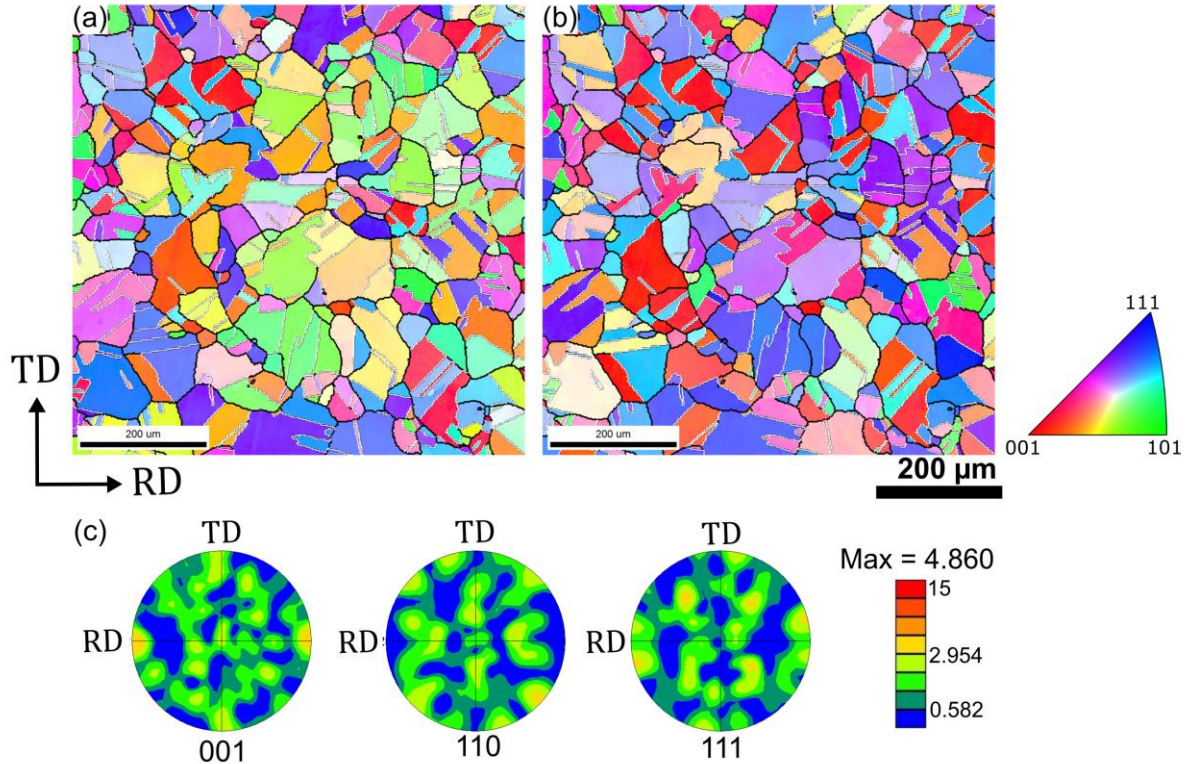 (a)
(b)
200 um
200 um
TD
RD
200 µm
111
001
101
(c)
TD
TD
TD
RD
RD
RD
001
110
111
Max = 4.860
15
2.954
0.582